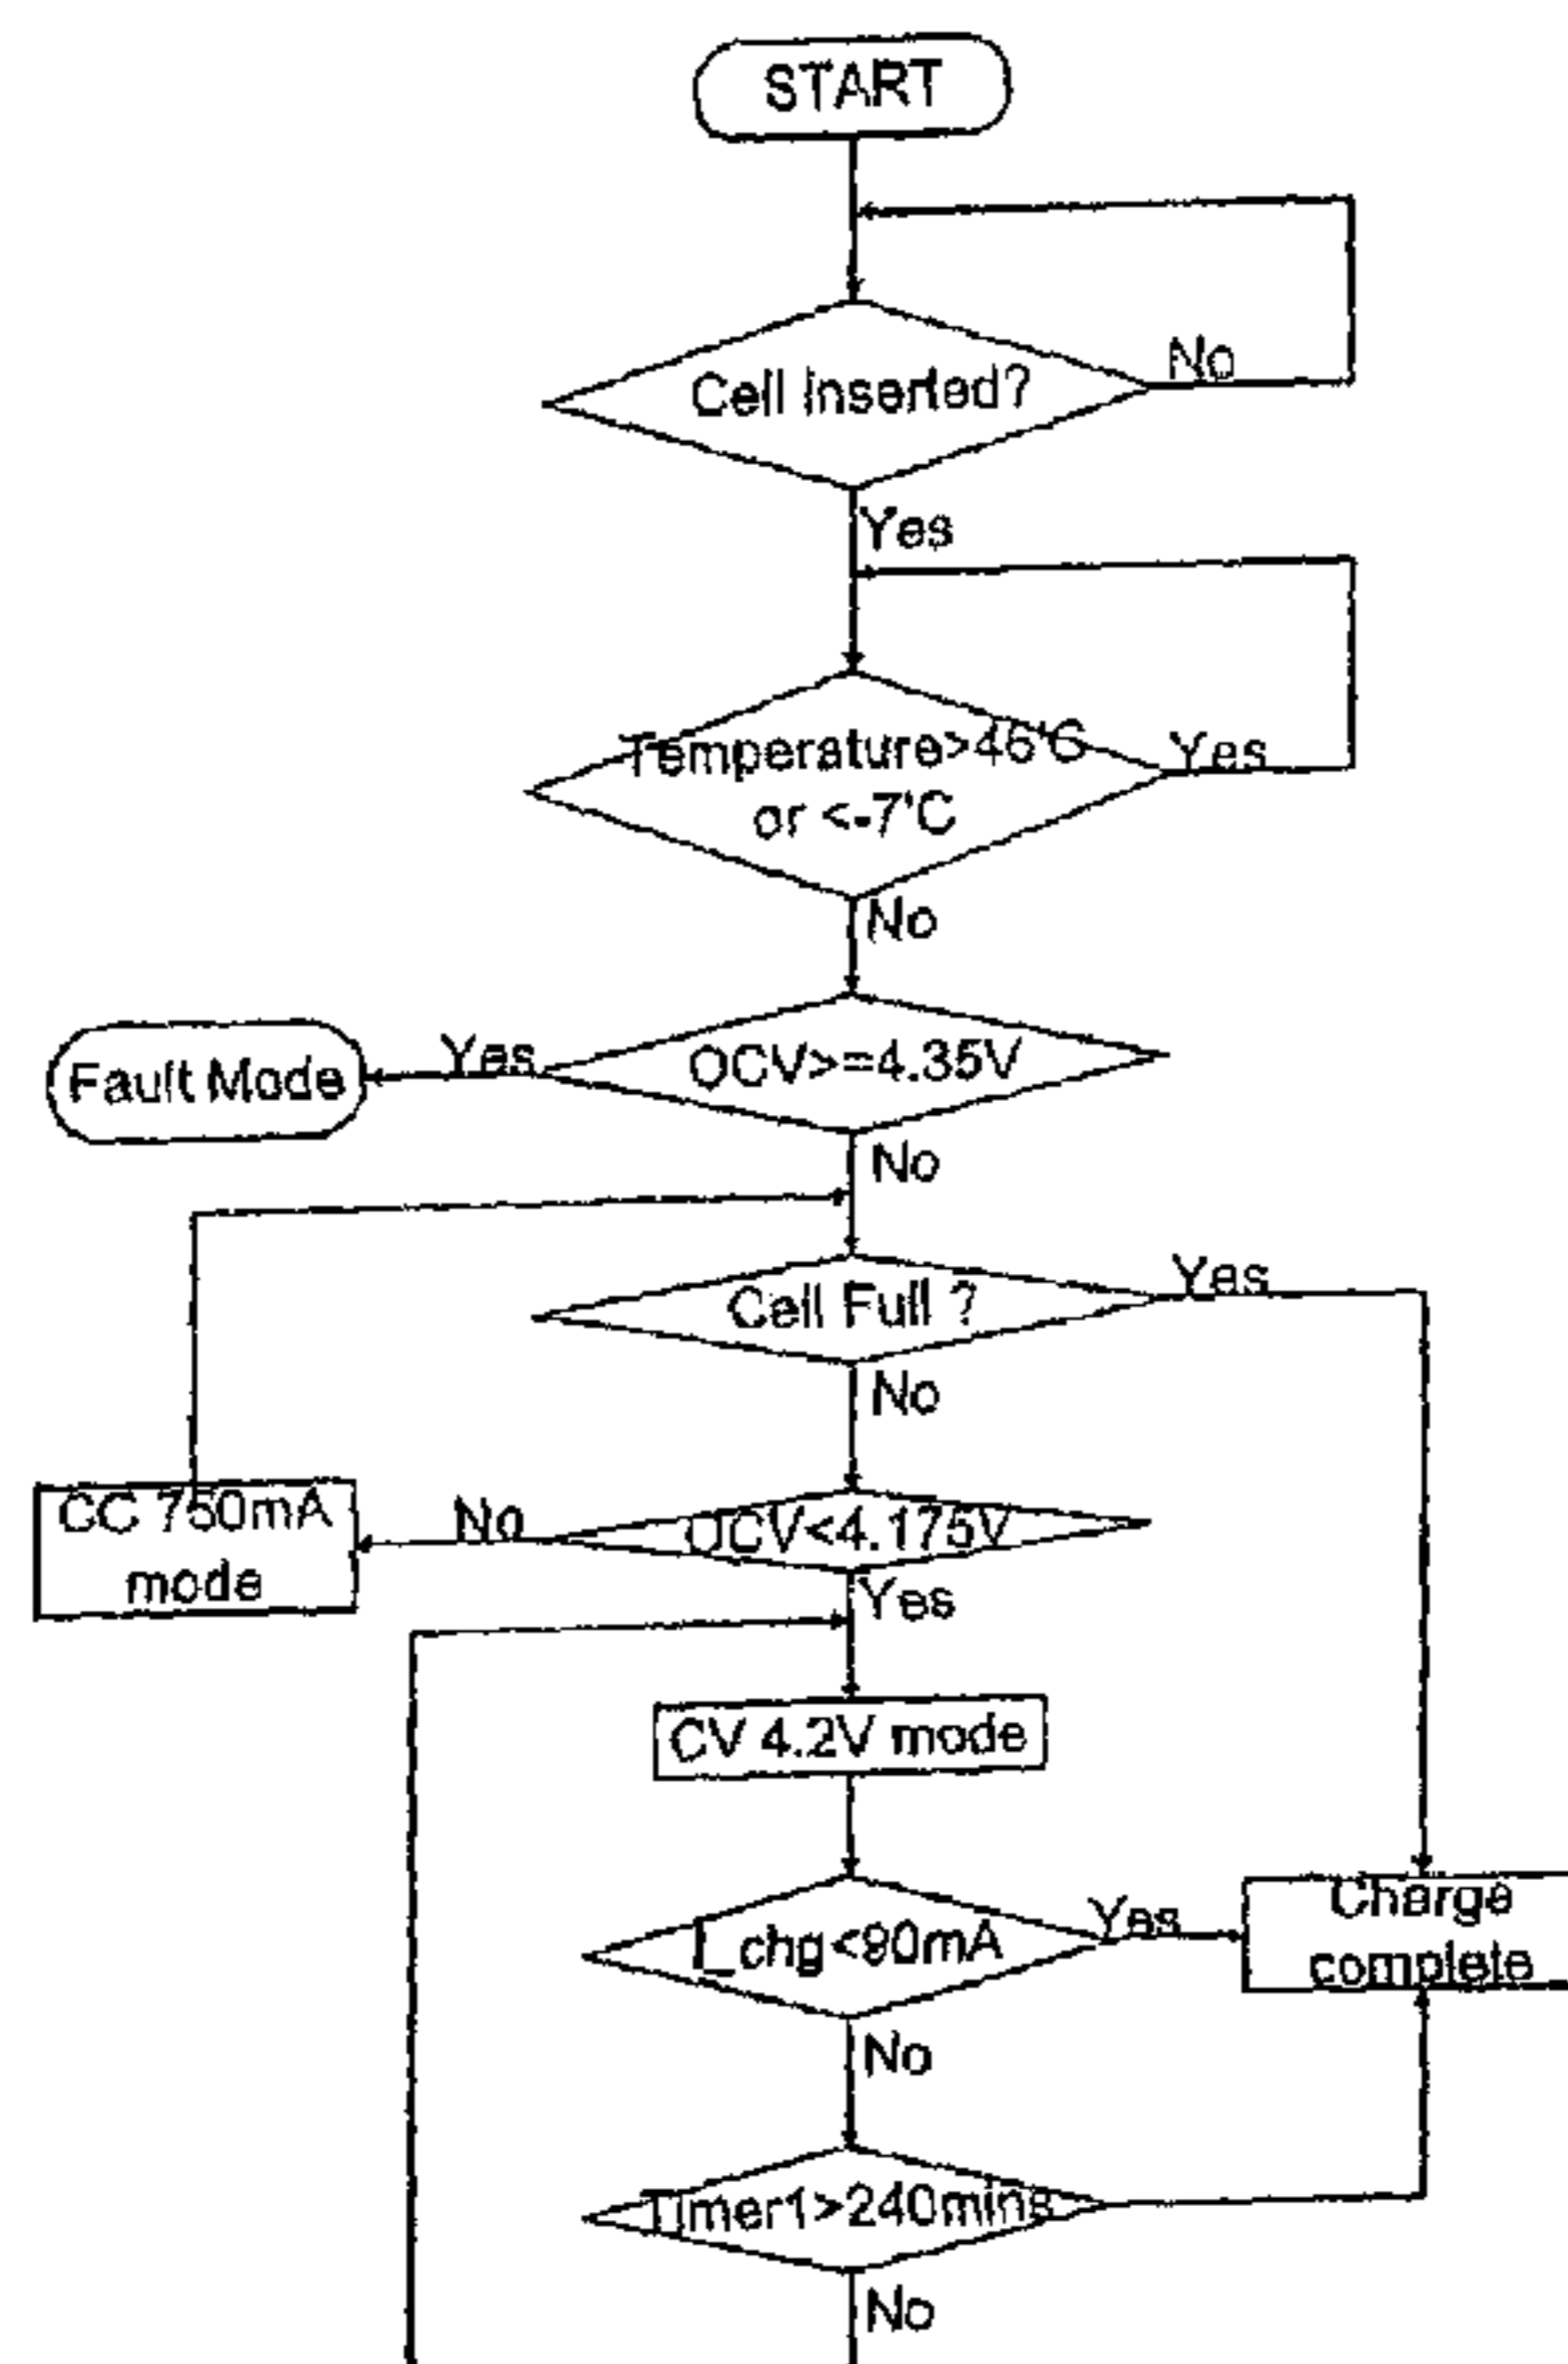 START
Cell inserted?
No
Yes
Temperature>46'C
or <-7'C
Yes
No
OCV>=4.35V
Yes
Fault Mode
No
Cell Full ?
Yes
No
OCV<4.175V
No
CC 750mA
mode
Yes
CV 4.2V mode
I_chg<90mA
Yes
Charge
complete
No
Timer1>240mins
No